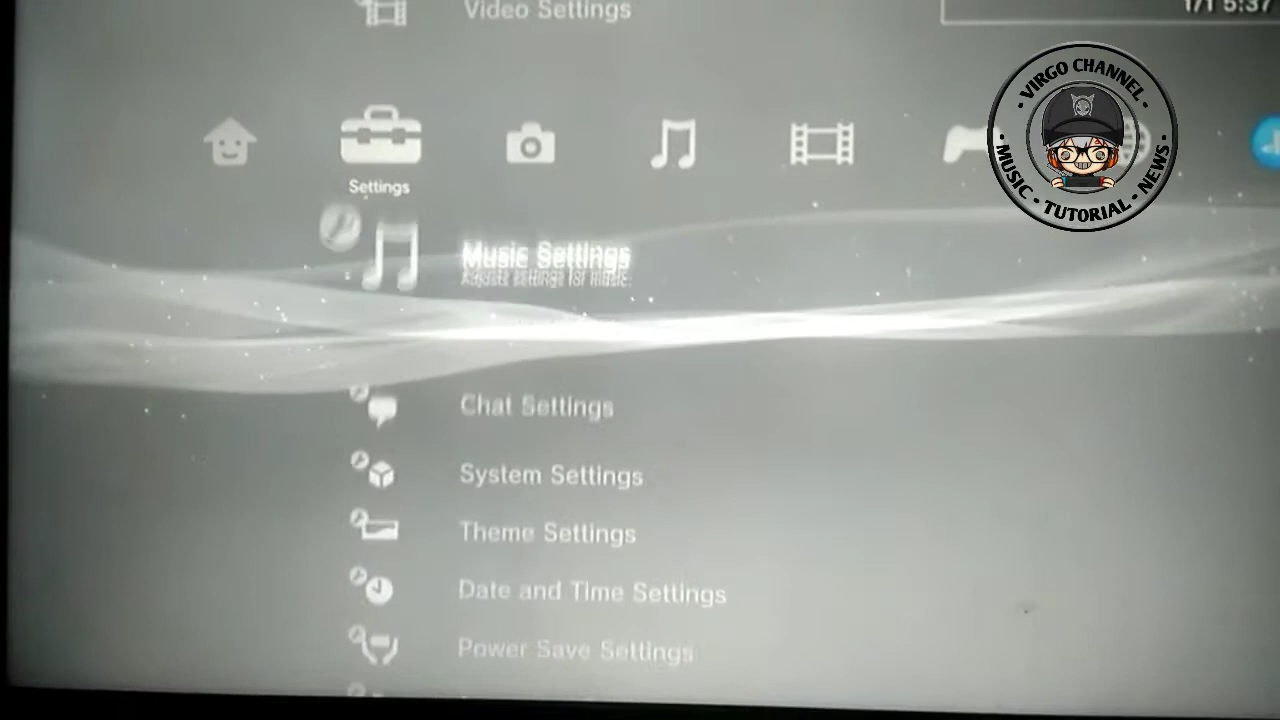 Video Settings
1/1 5:37
VIRGO CHANNEL
MUSIC • TUTORIAL • NEWS
Settings
Music Settings
Adjusts settings for music.
Chat Settings
System Settings
Theme Settings
Date and Time Settings
Power Save Settings